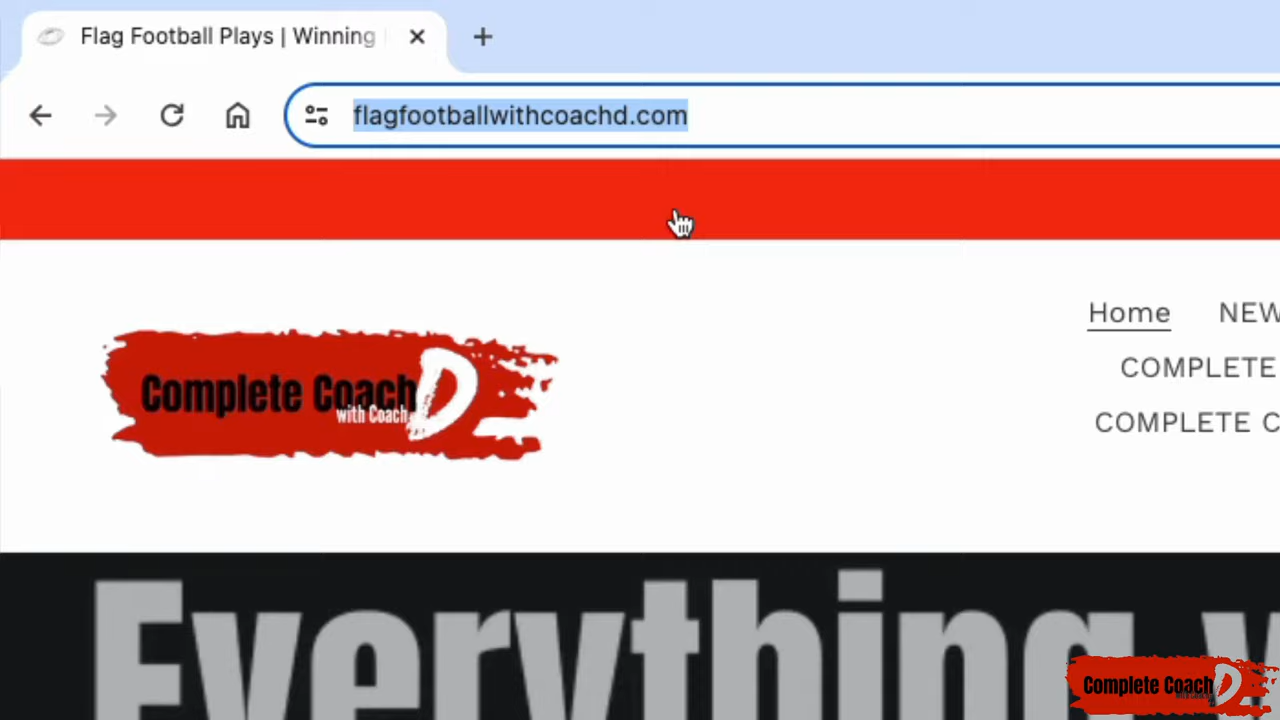 Flag Football Plays | Winning
flagfootballwithcoachd.com
Home NEW
COMPLETE
COMPLETE C
Complete Coach
with Coach D
Everything y
Complete Coach
D